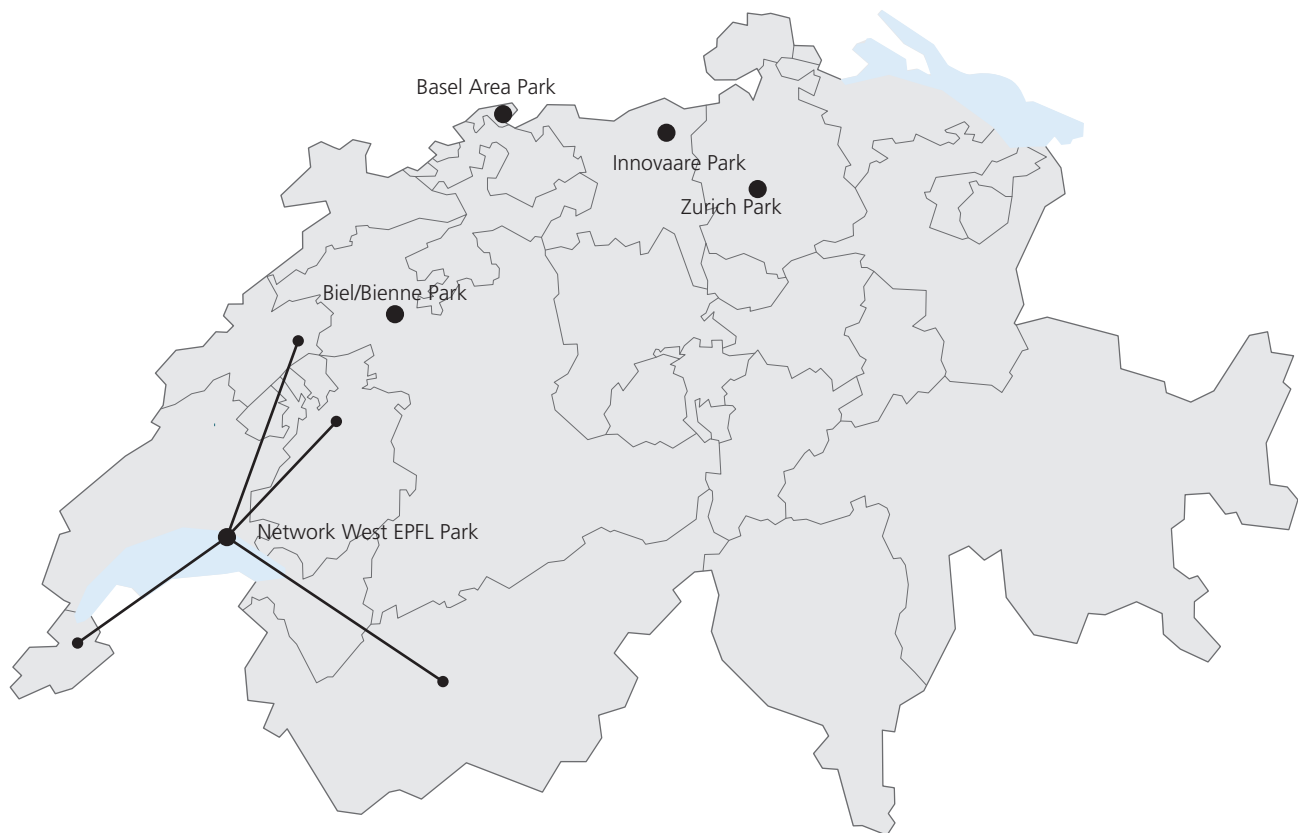 Basel Area Park
Innovaare Park
Zurich Park
Biel/Bienne Park
Network West EPFL Park